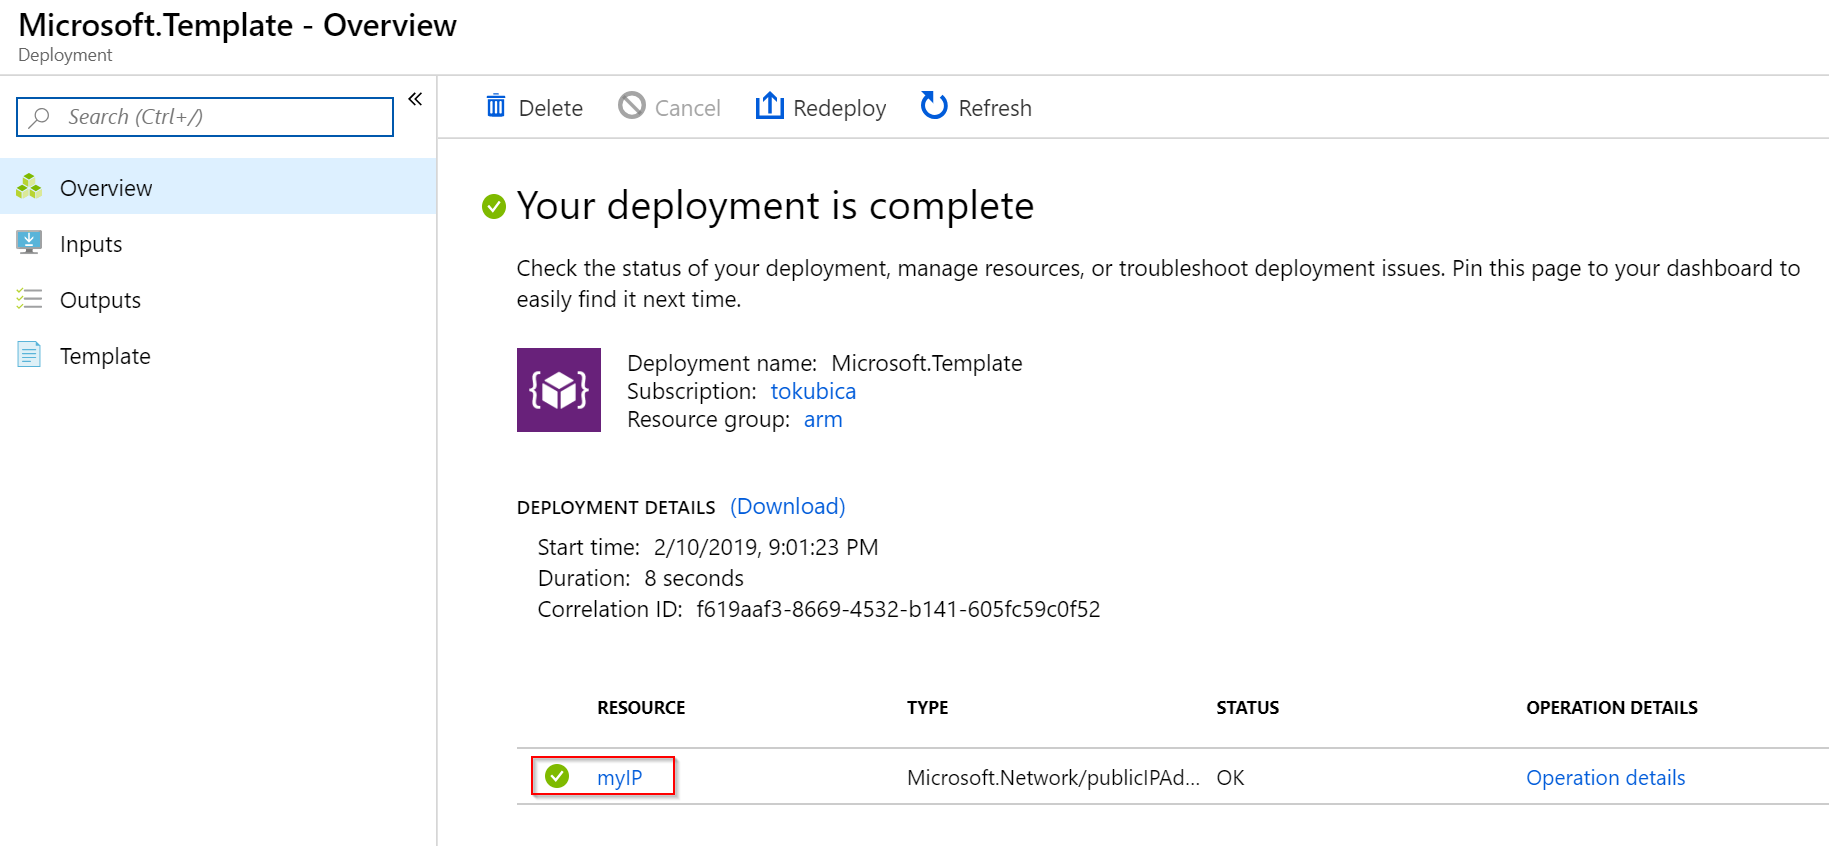 Microsoft.Template - Overview
Deployment
Search (Ctrl+/)
«
Overview
Inputs
Outputs
Template
Delete Cancel Redeploy Refresh
Your deployment is complete
Check the status of your deployment, manage resources, or troubleshoot deployment issues. Pin this page to your dashboard to
easily find it next time.
Deployment name: Microsoft.Template
Subscription: tokubica
Resource group: arm
DEPLOYMENT DETAILS (Download)
Start time: 2/10/2019, 9:01:23 PM
Duration: 8 seconds
Correlation ID: f619aaf3-8669-4532-b141-605fc59c0f52
RESOURCE TYPE STATUS OPERATION DETAILS
myIP Microsoft.Network/publicIPAd... OK Operation details